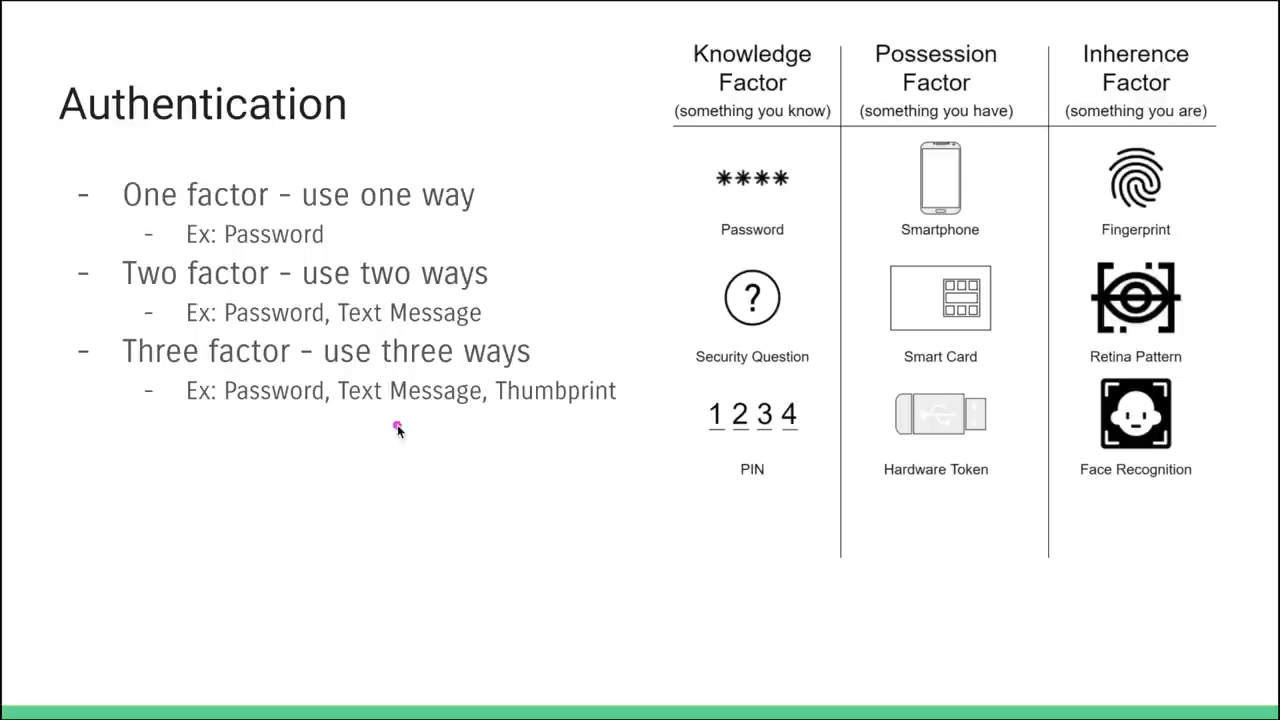 Authentication
- One factor - use one way
- Ex: Password
- Two factor - use two ways
- Ex: Password, Text Message
- Three factor - use three ways
- Ex: Password, Text Message, Thumbprint
Knowledge
Factor
(something you know)
Possession
Factor
(something you have)
Inherence
Factor
(something you are)
****
Password
Smartphone
Fingerprint
?
Security Question
Smart Card
Retina Pattern
1 2 3 4
PIN
Hardware Token
Face Recognition